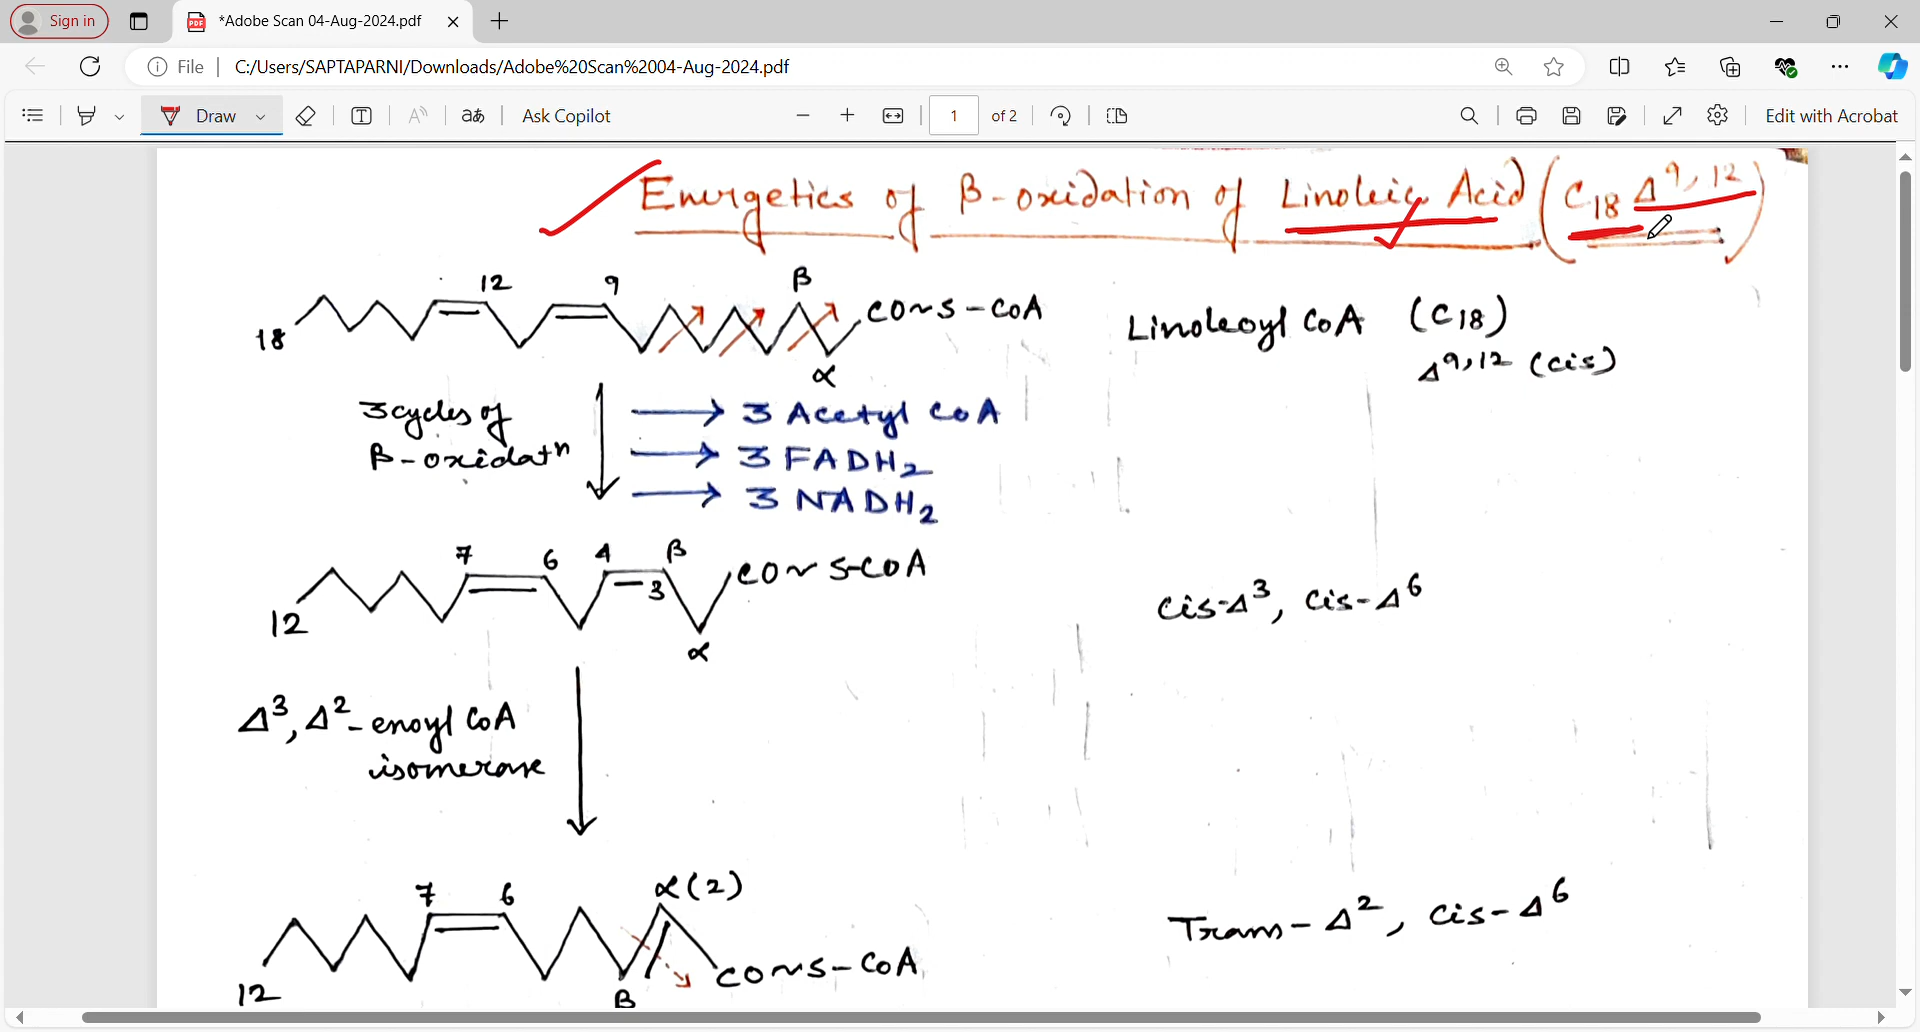 Sign in
*Adobe Scan 04-Aug-2024.pdf
File | C:/Users/SAPTAPARNI/Downloads/Adobe%20Scan%2004-Aug-2024.pdf
Draw
T
A
aあ
Ask Copilot
1 of 2
Edit with Acrobat
Energetics of β-oxidation of Linoleic Acid (C18 Δ9,12)
12 9 β
18 CO~S-CoA Linoleoyl CoA (C18)
α Δ9,12 (cis)
3 cycles of → 3 Acetyl CoA
β-oxidatn → 3 FADH2
→ 3 NADH2
7 6 4 β
3 CO~S-COA
12 cis-Δ3, cis-Δ6
α
Δ3, Δ2-enoyl CoA
isomerase
7 6 α(2)
Trans-Δ2, cis-Δ6
CO~S-CoA
12 β